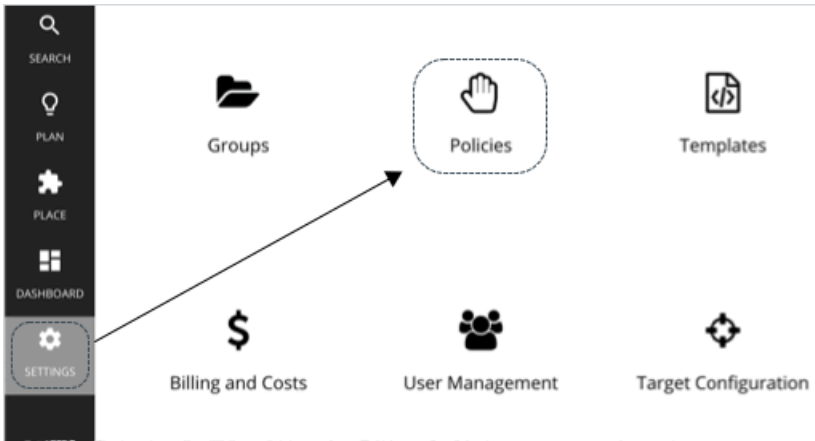 SEARCH
PLAN
PLACE
DASHBOARD
SETTINGS
Groups
Policies
Templates
Billing and Costs
User Management
Target Configuration